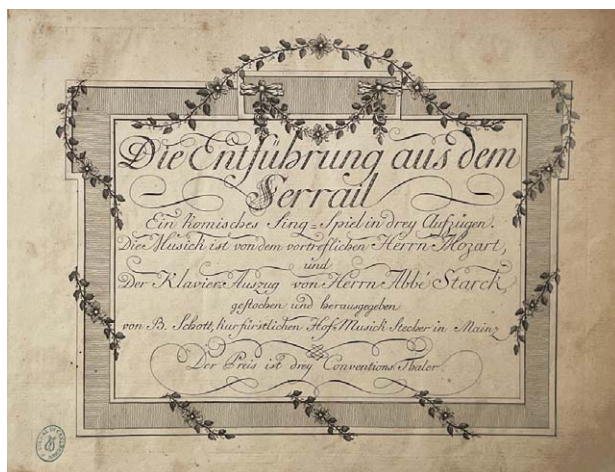 Die Entführung aus dem
Serrail
Ein komisches Sing=Spiel in drey Aufzügen.
Die Musick ist von dem vortreflichen Herrn Mozart,
und
Der Klavier=Auszug von Herrn Abbé Starck
gestochen und herausgegeben
von B. Schott, kurfürstlichen Hof=Musick Stecher in Mainz
Der Preis ist drey Conventions Thaler.